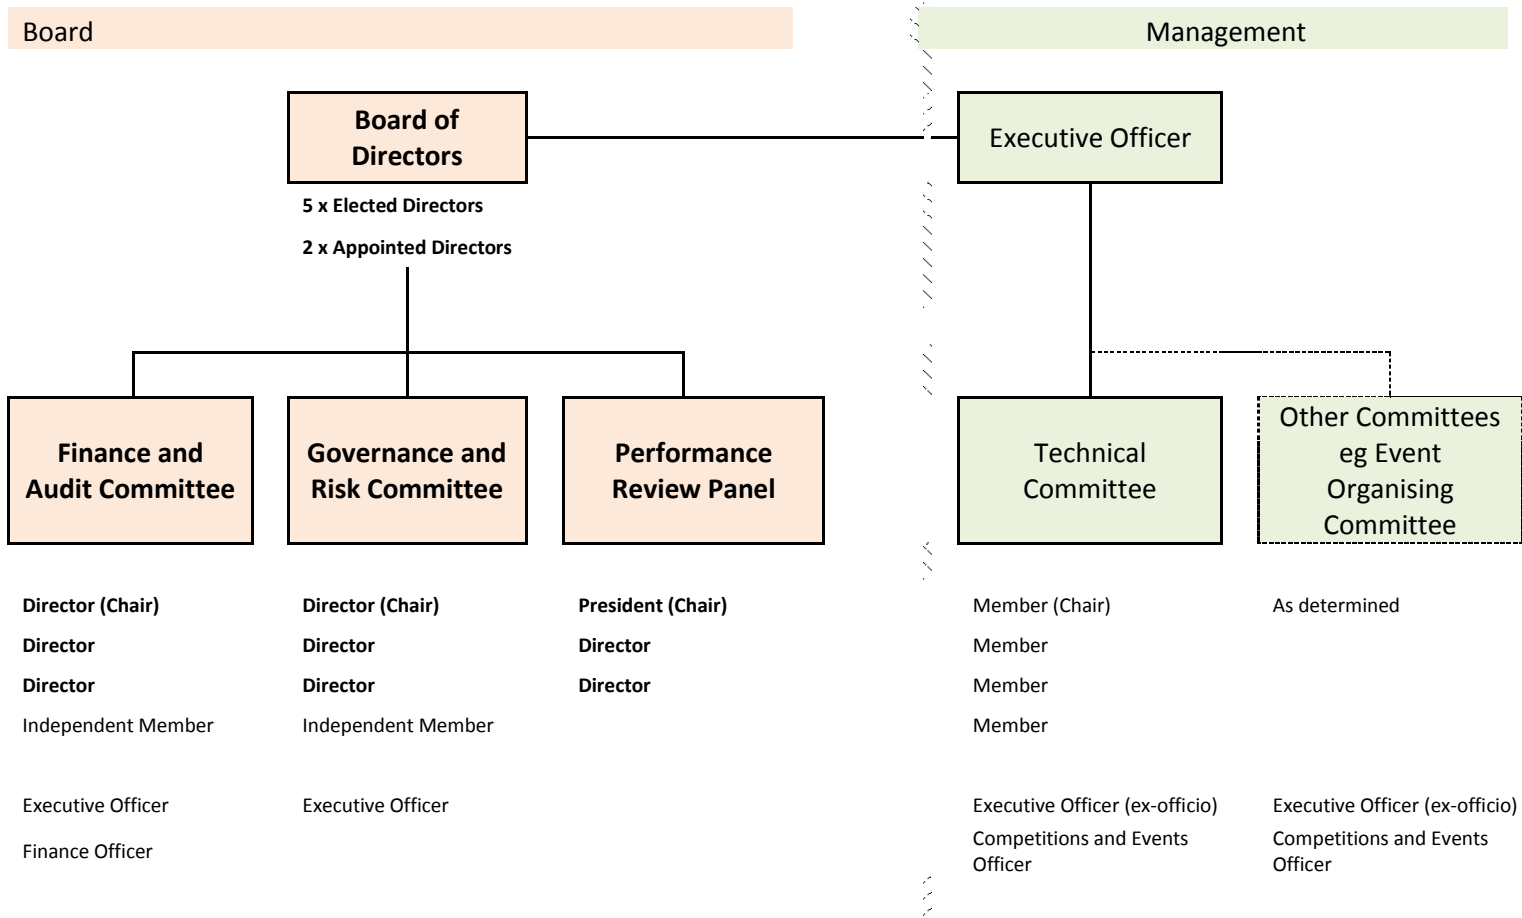 Board
Management
Board of
Directors
Executive Officer
5 x Elected Directors
2 x Appointed Directors
Finance and
Audit Committee
Governance and
Risk Committee
Performance
Review Panel
Technical
Committee
Other Committees
eg Event
Organising
Committee
Director (Chair)
Director
Director
Independent Member
Executive Officer
Finance Officer
Director (Chair)
Director
Director
Independent Member
Executive Officer
President (Chair)
Director
Director
Member (Chair)
Member
Member
Member
Executive Officer (ex-officio)
Competitions and Events
Officer
As determined
Executive Officer (ex-officio)
Competitions and Events
Officer